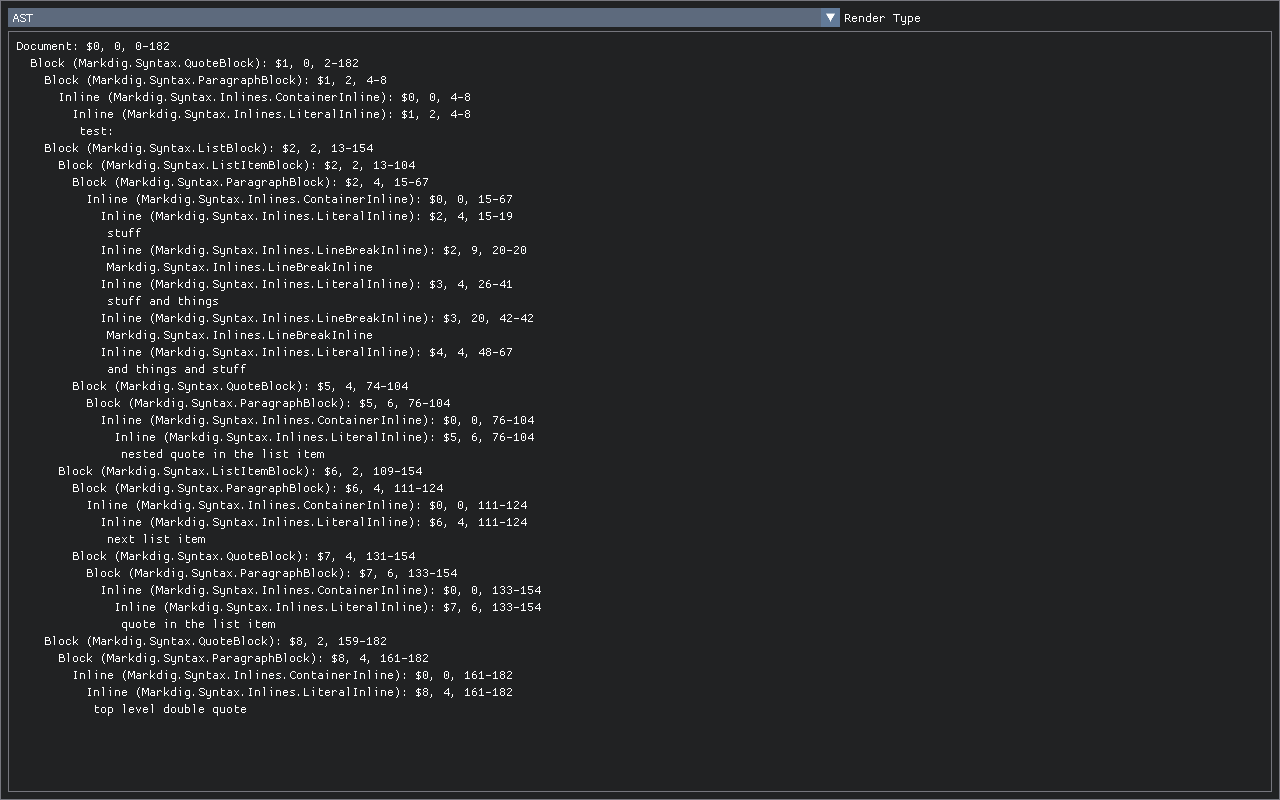 AST
Render Type
Document: $0, 0, 0-182
Block (Markdig.Syntax.QuoteBlock): $1, 0, 2-182
Block (Markdig.Syntax.ParagraphBlock): $1, 2, 4-8
Inline (Markdig.Syntax.Inlines.ContainerInline): $0, 0, 4-8
Inline (Markdig.Syntax.Inlines.LiteralInline): $1, 2, 4-8
test:
Block (Markdig.Syntax.ListBlock): $2, 2, 13-154
Block (Markdig.Syntax.ListItemBlock): $2, 2, 13-104
Block (Markdig.Syntax.ParagraphBlock): $2, 4, 15-67
Inline (Markdig.Syntax.Inlines.ContainerInline): $0, 0, 15-67
Inline (Markdig.Syntax.Inlines.LiteralInline): $2, 4, 15-19
stuff
Inline (Markdig.Syntax.Inlines.LineBreakInline): $2, 9, 20-20
Markdig.Syntax.Inlines.LineBreakInline
Inline (Markdig.Syntax.Inlines.LiteralInline): $3, 4, 26-41
stuff and things
Inline (Markdig.Syntax.Inlines.LineBreakInline): $3, 20, 42-42
Markdig.Syntax.Inlines.LineBreakInline
Inline (Markdig.Syntax.Inlines.LiteralInline): $4, 4, 48-67
and things and stuff
Block (Markdig.Syntax.QuoteBlock): $5, 4, 74-104
Block (Markdig.Syntax.ParagraphBlock): $5, 6, 76-104
Inline (Markdig.Syntax.Inlines.ContainerInline): $0, 0, 76-104
Inline (Markdig.Syntax.Inlines.LiteralInline): $5, 6, 76-104
nested quote in the list item
Block (Markdig.Syntax.ListItemBlock): $6, 2, 109-154
Block (Markdig.Syntax.ParagraphBlock): $6, 4, 111-124
Inline (Markdig.Syntax.Inlines.ContainerInline): $0, 0, 111-124
Inline (Markdig.Syntax.Inlines.LiteralInline): $6, 4, 111-124
next list item
Block (Markdig.Syntax.QuoteBlock): $7, 4, 131-154
Block (Markdig.Syntax.ParagraphBlock): $7, 6, 133-154
Inline (Markdig.Syntax.Inlines.ContainerInline): $0, 0, 133-154
Inline (Markdig.Syntax.Inlines.LiteralInline): $7, 6, 133-154
quote in the list item
Block (Markdig.Syntax.QuoteBlock): $8, 2, 159-182
Block (Markdig.Syntax.ParagraphBlock): $8, 4, 161-182
Inline (Markdig.Syntax.Inlines.ContainerInline): $0, 0, 161-182
Inline (Markdig.Syntax.Inlines.LiteralInline): $8, 4, 161-182
top level double quote